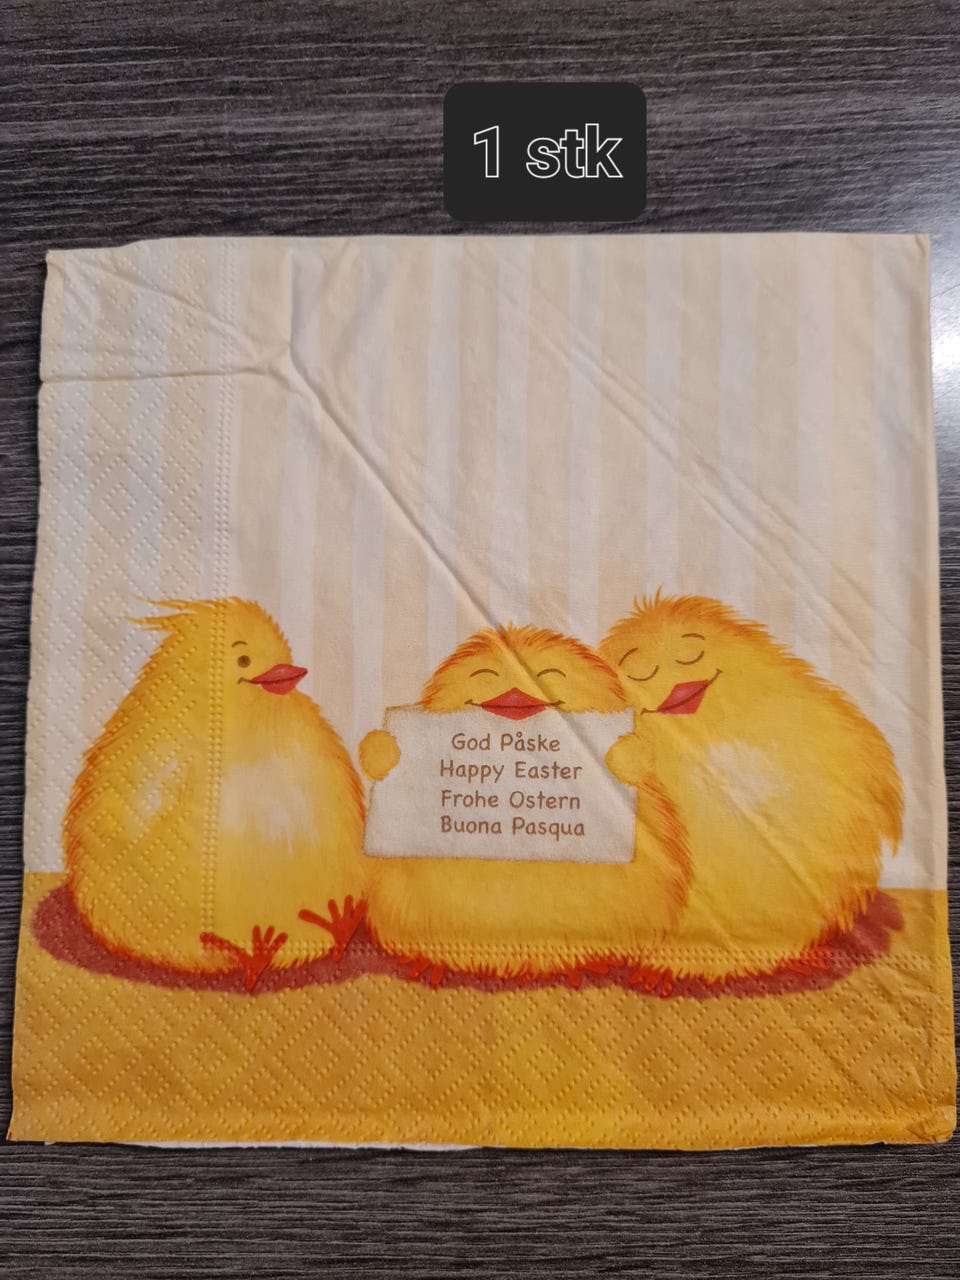 1 stk
God Påske
Happy Easter
Frohe Ostern
Buona Pasqua